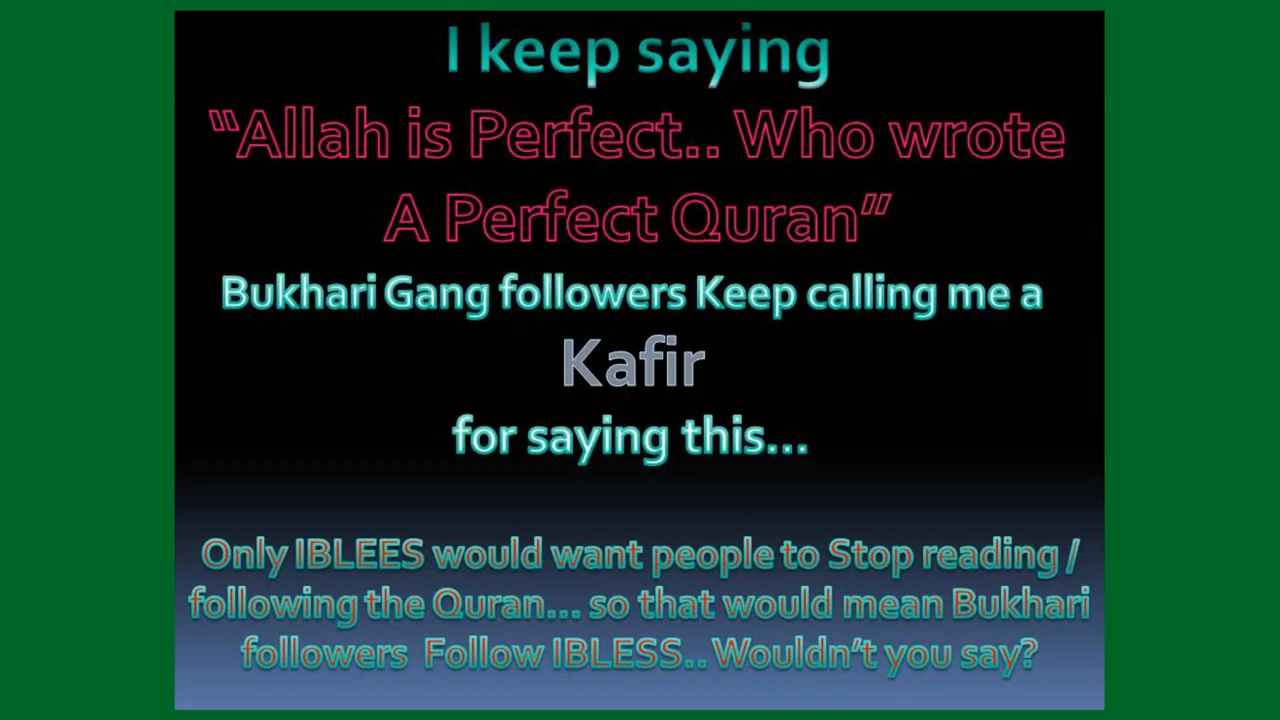 I keep saying
“Allah is Perfect.. Who wrote
A Perfect Quran”
Bukhari Gang followers Keep calling me a
Kafir
for saying this...
Only IBLEES would want people to Stop reading /
following the Quran... so that would mean Bukhari
followers Follow IBLESS.. Wouldn’t you say?